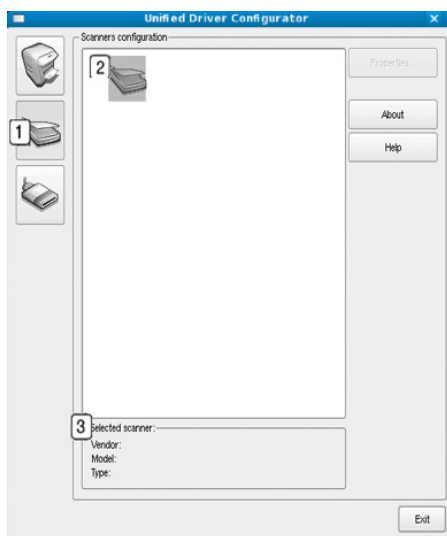 Unified Driver Configurator
Scanners configuration
2
Properties...
1
About
Help
3
Selected scanner:
Vendor:
Model:
Type:
Exit